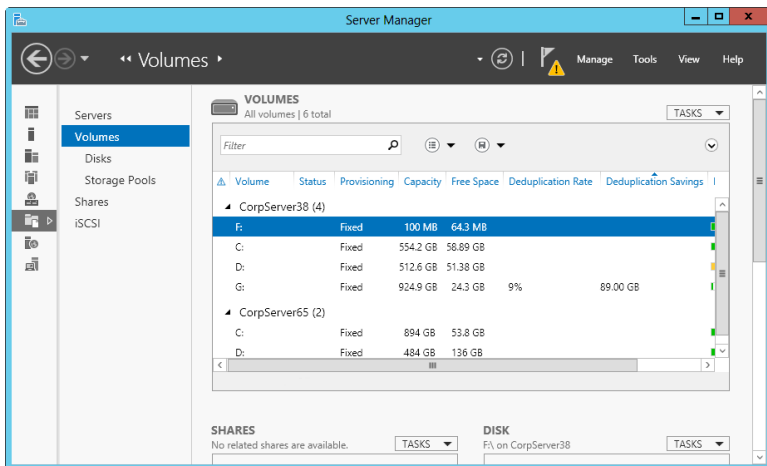 Server Manager
Volumes
Manage Tools View Help
Servers
Volumes
Disks
Storage Pools
Shares
iSCSI
VOLUMES
All volumes | 6 total
TASKS
Filter
Volume Status Provisioning Capacity Free Space Deduplication Rate Deduplication Savings
CorpServer38 (4)
F: Fixed 100 MB 64.3 MB
C: Fixed 554.2 GB 58.89 GB
D: Fixed 512.6 GB 51.38 GB
G: Fixed 924.9 GB 24.3 GB 9% 89.00 GB
CorpServer65 (2)
C: Fixed 894 GB 53.8 GB
D: Fixed 484 GB 136 GB
SHARES
No related shares are available.
TASKS
DISK
F:\ on CorpServer38
TASKS